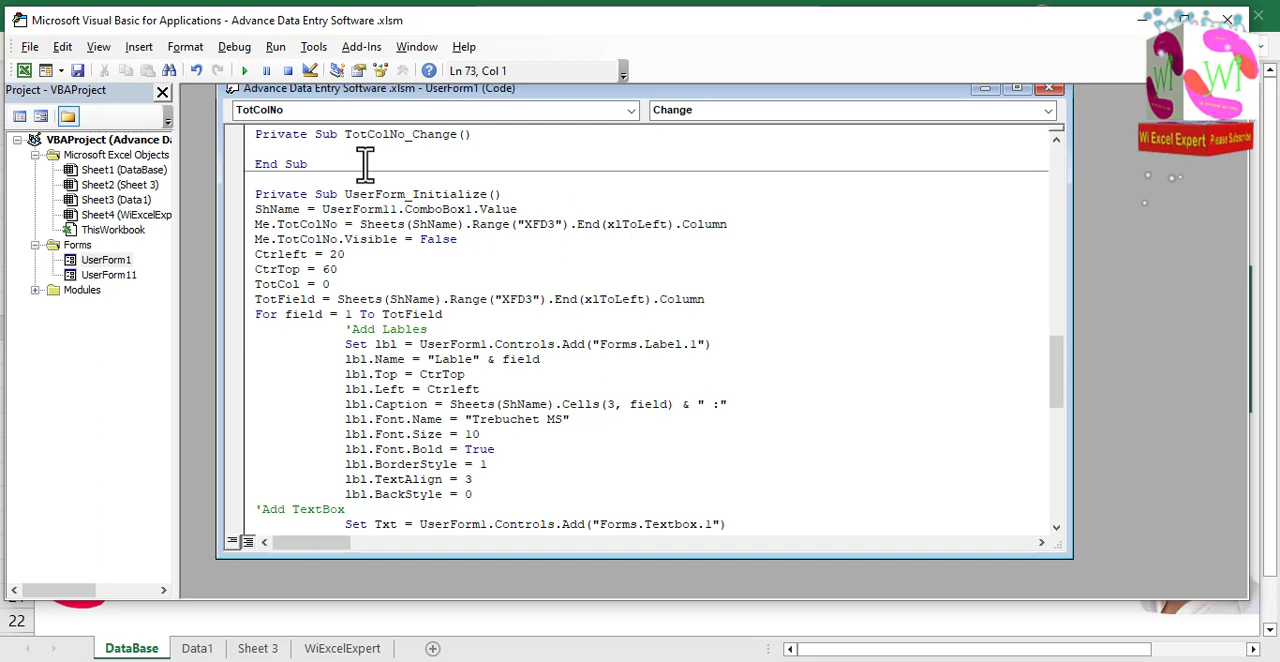 Microsoft Visual Basic for Applications - Advance Data Entry Software .xlsm
File Edit View Insert Format Debug Run Tools Add-Ins Window Help
Ln 73, Col 1
Project - VBAProject
Advance Data Entry Software .xlsm - UserForm1 (Code)
TotColNo Change
VBAProject (Advance D
Microsoft Excel Objects
Sheet1 (DataBase)
Sheet2 (Sheet 3)
Sheet3 (Data1)
Sheet4 (WiExcelExp
ThisWorkbook
Forms
UserForm1
UserForm11
Modules
Private Sub TotColNo_Change()
End Sub
Private Sub UserForm_Initialize()
ShName = UserForm11.ComboBox1.Value
Me.TotColNo = Sheets(ShName).Range("XFD3").End(xlToLeft).Column
Me.TotColNo.Visible = False
Ctrleft = 20
CtrTop = 60
TotCol = 0
TotField = Sheets(ShName).Range("XFD3").End(xlToLeft).Column
For field = 1 To TotField
'Add Lables
Set lbl = UserForm1.Controls.Add("Forms.Label.1")
lbl.Name = "Lable" & field
lbl.Top = CtrTop
lbl.Left = Ctrleft
lbl.Caption = Sheets(ShName).Cells(3, field) & " :"
lbl.Font.Name = "Trebuchet MS"
lbl.Font.Size = 10
lbl.Font.Bold = True
lbl.BorderStyle = 1
lbl.TextAlign = 3
lbl.BackStyle = 0
'Add TextBox
Set Txt = UserForm1.Controls.Add("Forms.Textbox.1")
Wi Wi
Wi Excel Expert Please Subscribe
22
DataBase Data1 Sheet 3 WiExcelExpert